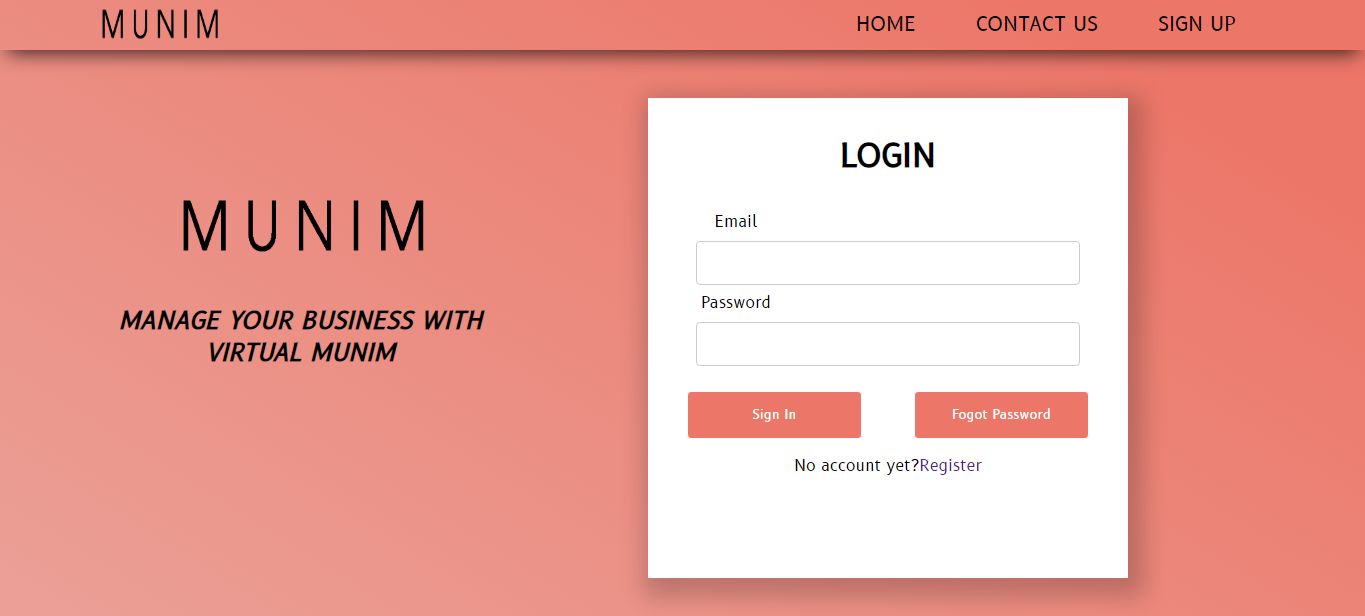 MUNIM
HOME
CONTACT US
SIGN UP
MUNIM
MANAGE YOUR BUSINESS WITH
VIRTUAL MUNIM
LOGIN
Email
Password
Sign In
Fogot Password
No account yet?Register